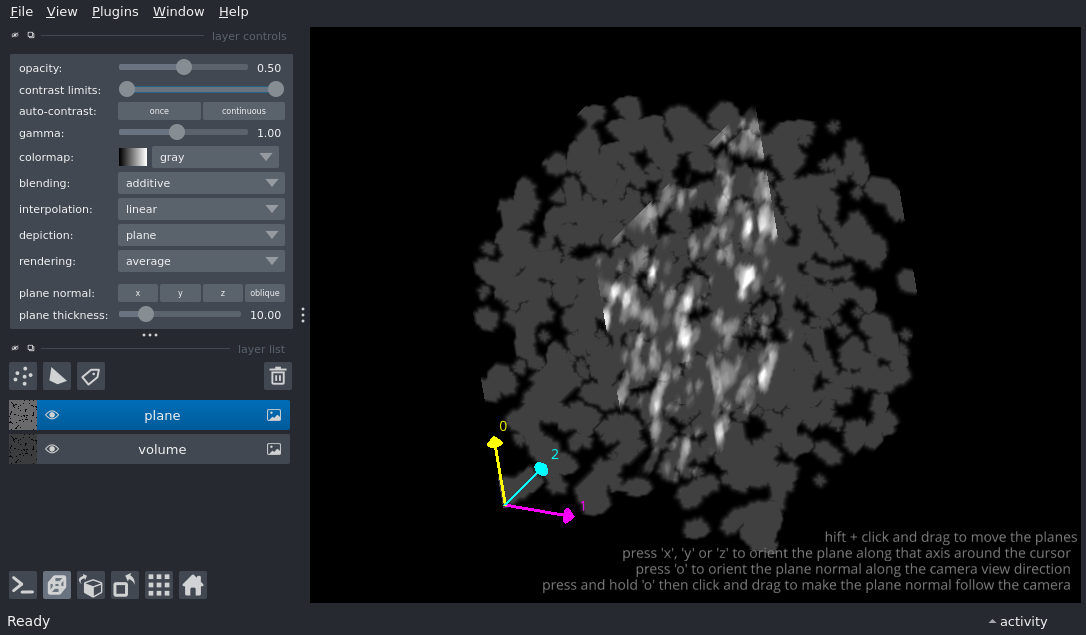 File View Plugins Window Help
layer controls
opacity: 0.50
contrast limits:
auto-contrast: once continuous
gamma: 1.00
colormap: gray
blending: additive
interpolation: linear
depiction: plane
rendering: average
plane normal: x y z oblique
plane thickness: 10.00
layer list
plane
volume
0
2
1
hift + click and drag to move the planes
press 'x', 'y' or 'z' to orient the plane along that axis around the cursor
press 'o' to orient the plane normal along the camera view direction
press and hold 'o' then click and drag to make the plane normal follow the camera
Ready
activity